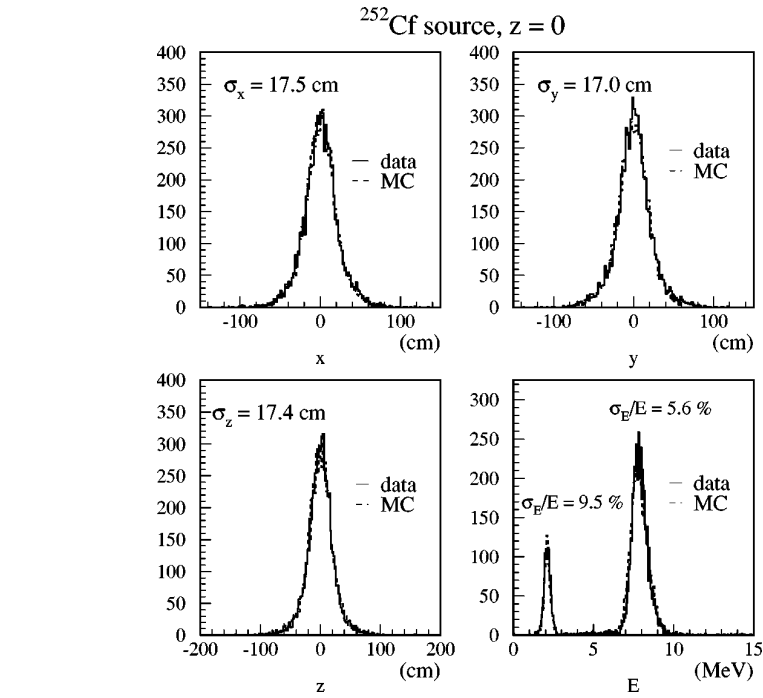 ²⁵²Cf source, z = 0
400
350
300
250
200
150
100
50
0
σx = 17.5 cm
data
MC
-100
0
100
(cm)
x
400
350
300
250
200
150
100
50
0
σy = 17.0 cm
data
MC
-100
0
100
(cm)
y
400
350
300
250
200
150
100
50
0
σz = 17.4 cm
data
MC
-200
-100
0
100
200
(cm)
z
300
250
200
150
100
50
0
σE/E = 5.6 %
data
σE/E = 9.5 %
MC
0
5
10
15
(MeV)
E